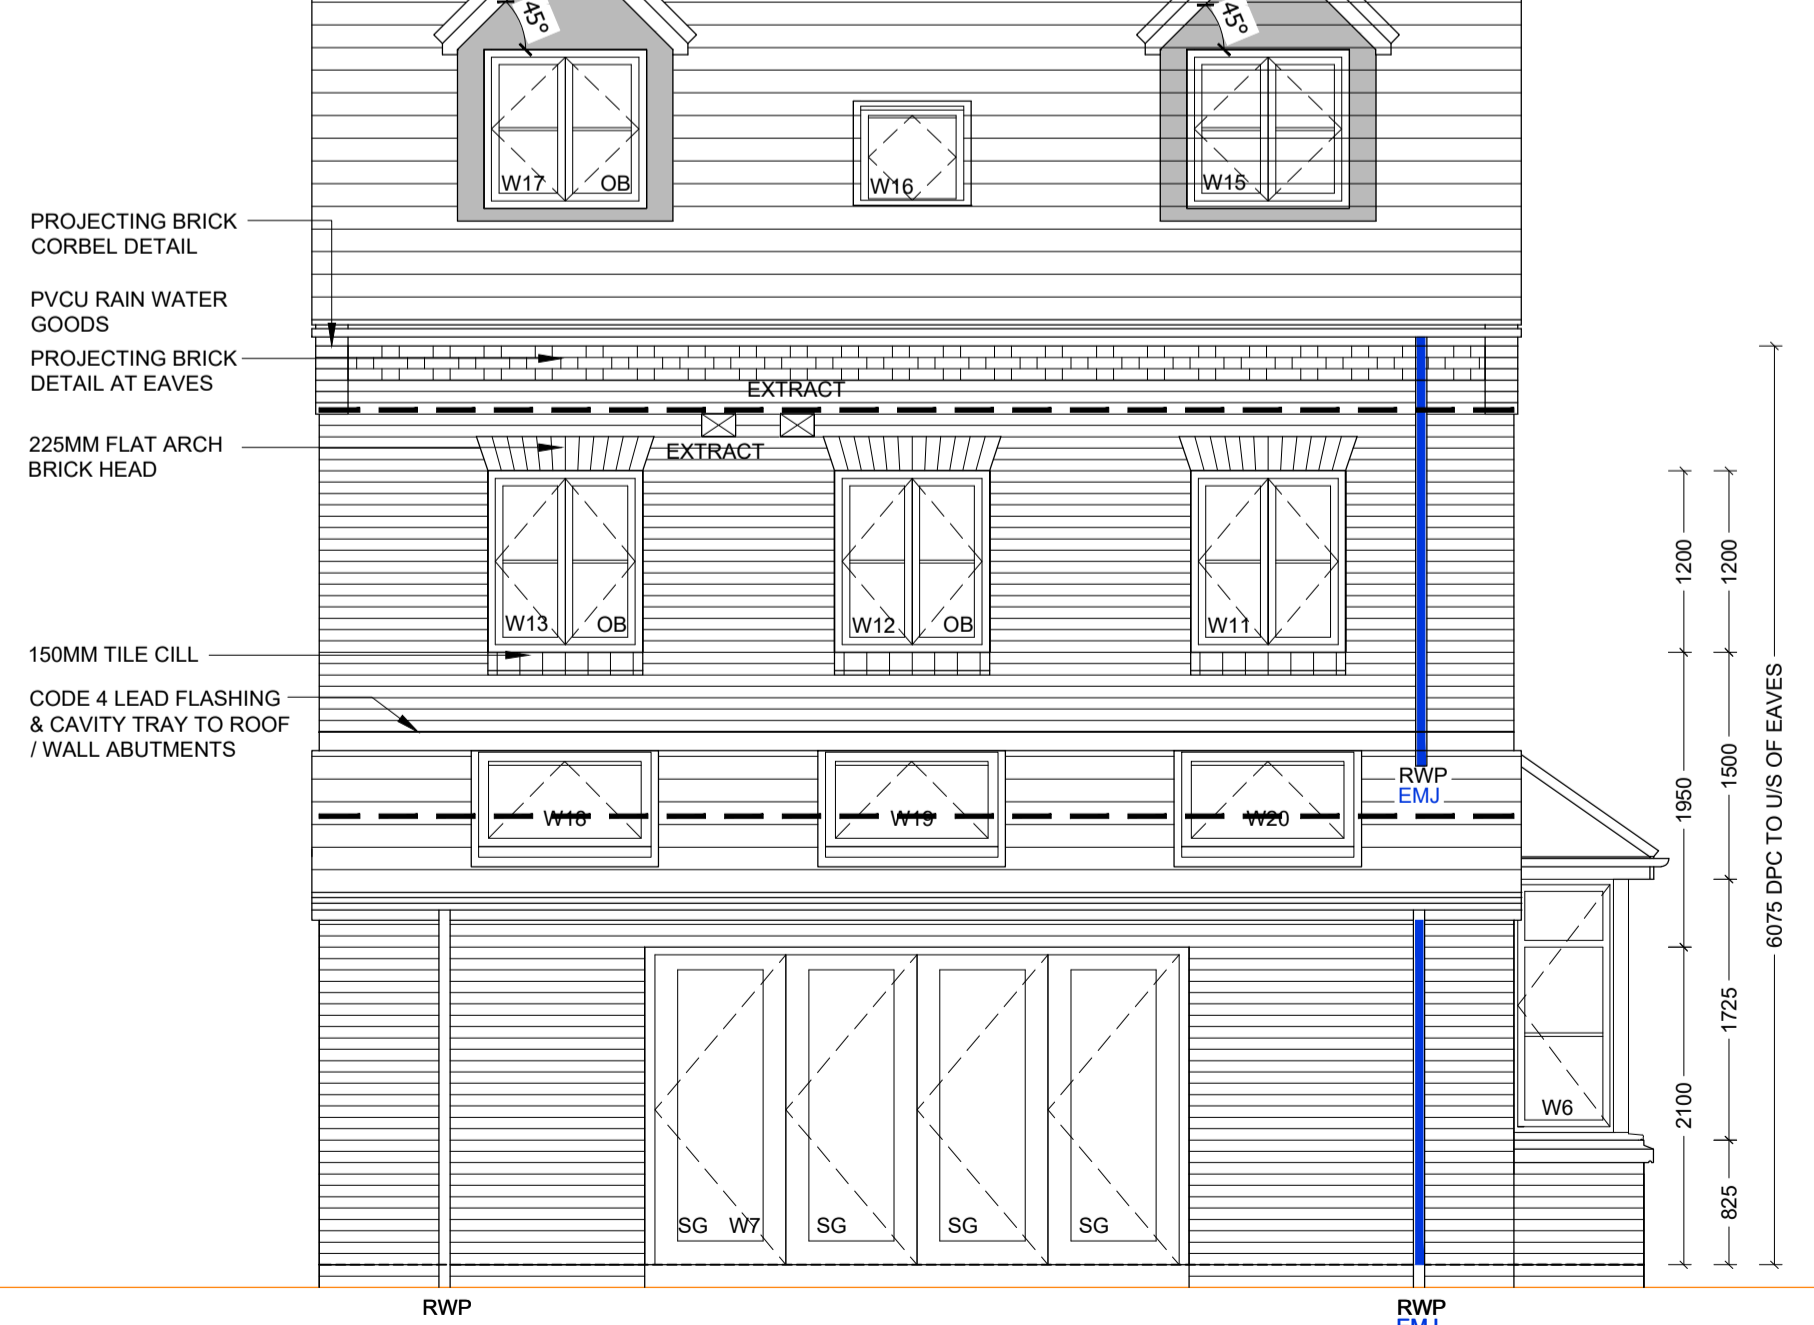 45°
45°
W17 OB
W16
W15
PROJECTING BRICK
CORBEL DETAIL
PVCU RAIN WATER
GOODS
PROJECTING BRICK
DETAIL AT EAVES
EXTRACT
225MM FLAT ARCH
BRICK HEAD
EXTRACT
W13 OB
W12 OB
W11
1200
1200
150MM TILE CILL
CODE 4 LEAD FLASHING
& CAVITY TRAY TO ROOF
/ WALL ABUTMENTS
W18
W19
W20
RWP
EMJ
1950
1500
6075 DPC TO U/S OF EAVES
1725
2100
825
W6
SG W7
SG
SG
SG
RWP
RWP
EMJ